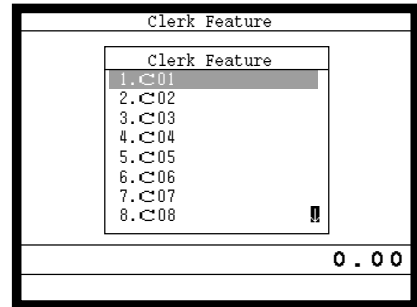 Clerk Feature
Clerk Feature
1.C01
2.C02
3.C03
4.C04
5.C05
6.C06
7.C07
8.C08
0.00